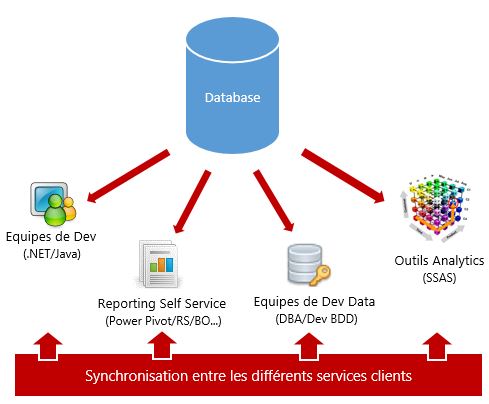 Database
Equipes de Dev
(.NET/Java)
Reporting Self Service
(Power Pivot/RS/BO...)
Equipes de Dev Data
(DBA/Dev BDD)
Outils Analytics
(SSAS)
Synchronisation entre les différents services clients